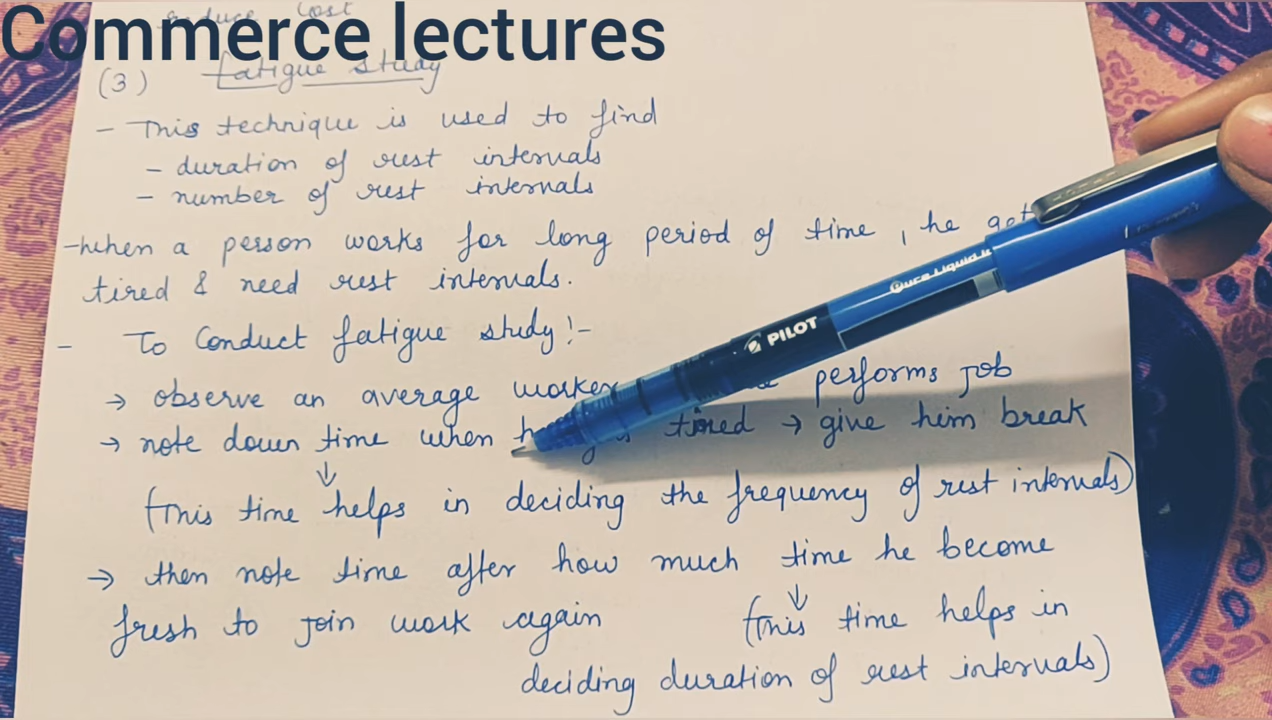 reduce cost
Commerce lectures
(3) fatigue study
- This technique is used to find
- duration of rest intervals
- number of rest intervals
- When a person works for long period of time, he get
tired & need rest intervals.
- To Conduct fatigue study:-
→ observe an average worker performs job
→ note down time when tired → give him break
↓
(This time helps in deciding the frequency of rest intervals)
→ then note time after how much time he become
↓
fresh to join work again (This time helps in
deciding duration of rest intervals)
PILOT